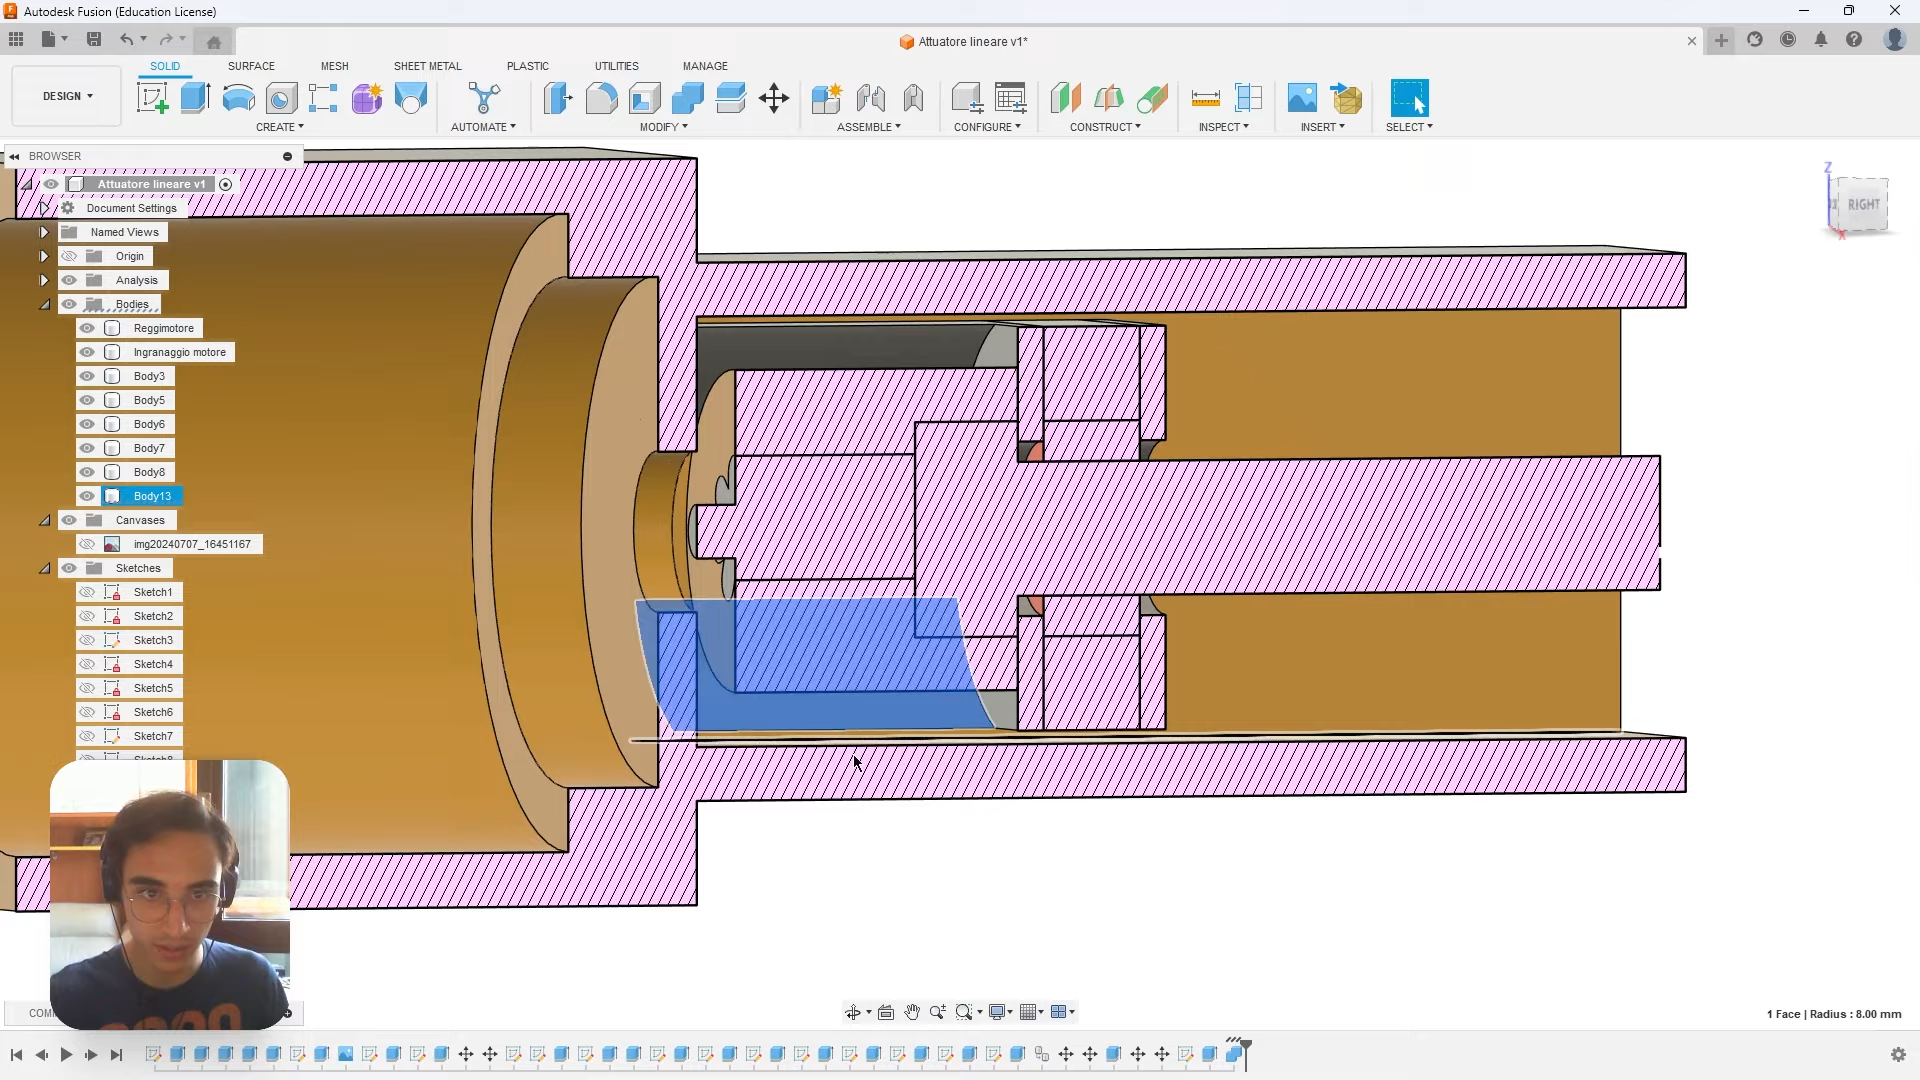 Autodesk Fusion (Education License)
Attuatore lineare v1*
SOLID
SURFACE
MESH
SHEET METAL
PLASTIC
UTILITIES
MANAGE
DESIGN
CREATE
AUTOMATE
MODIFY
ASSEMBLE
CONFIGURE
CONSTRUCT
INSPECT
INSERT
SELECT
BROWSER
Attuatore lineare v1
Document Settings
Named Views
Origin
Analysis
Bodies
Reggimotore
Ingranaggio motore
Body3
Body5
Body6
Body7
Body8
Body13
Canvases
img20240707_16451167
Sketches
Sketch1
Sketch2
Sketch3
Sketch4
Sketch5
Sketch6
Sketch7
Z
RIGHT
X
1 Face | Radius : 8.00 mm